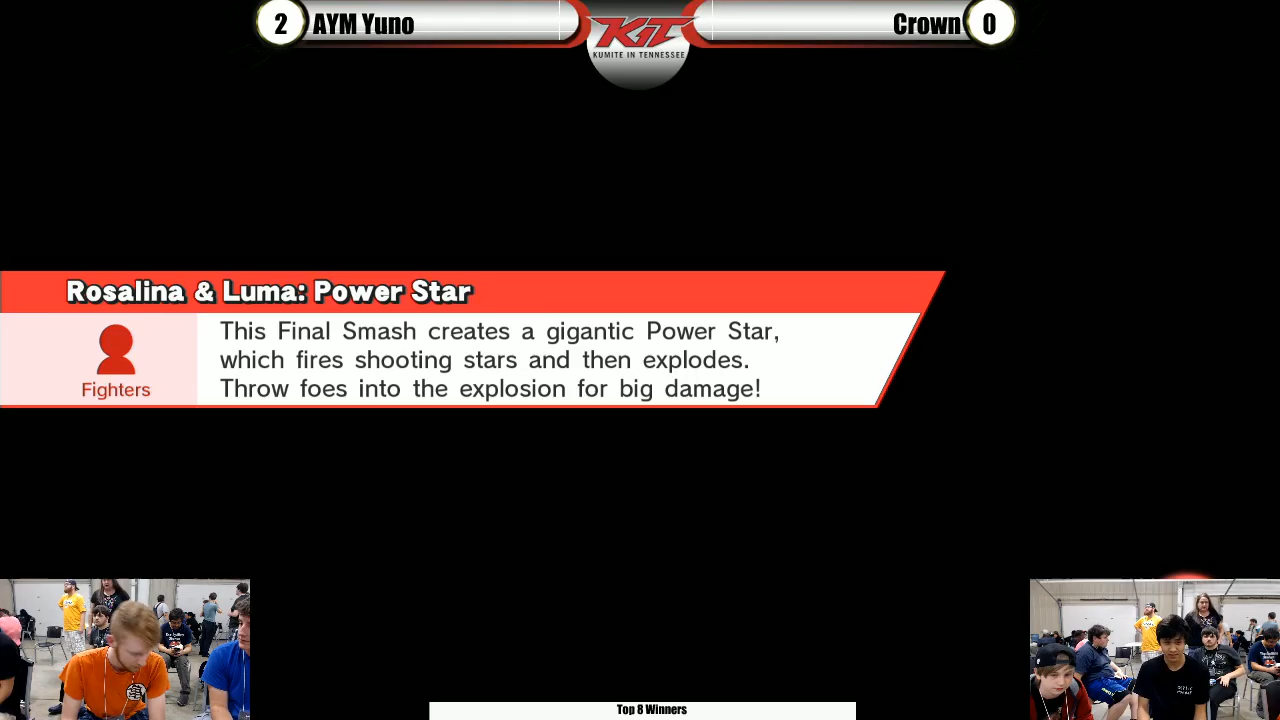 2 AYM Yuno
Crown 0
KIT
KUMITE IN TENNESSEE
Rosalina & Luma: Power Star
This Final Smash creates a gigantic Power Star,
which fires shooting stars and then explodes.
Throw foes into the explosion for big damage!
Fighters
Top 8 Winners